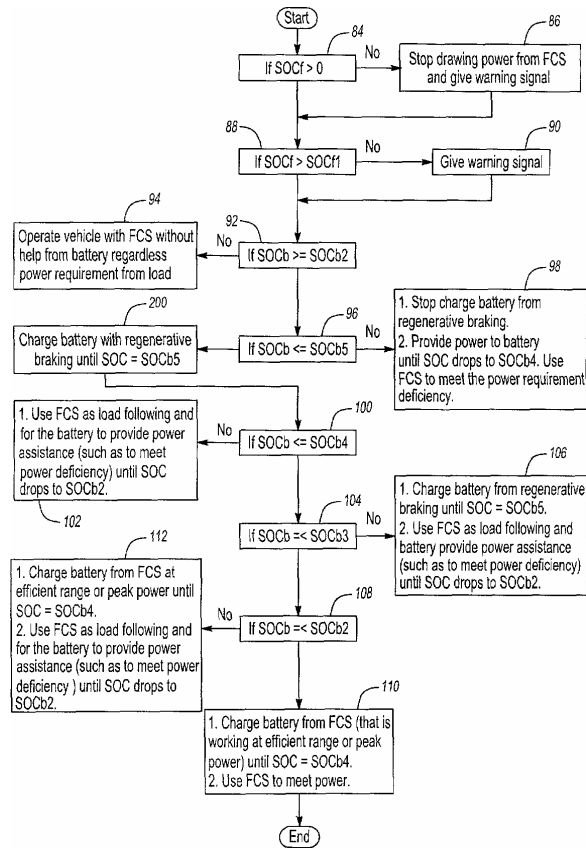 Start
84
If SOCf > 0
No
86
Stop drawing power from FCS
and give warning signal
88
If SOCf > SOCf1
No
90
Give warning signal
92
If SOCb >= SOCb2
No
94
Operate vehicle with FCS without
help from battery regardless
power requirement from load
96
If SOCb <= SOCb5
No
98
1. Stop charge battery from
regenerative braking.
2. Provide power to battery
until SOC drops to SOCb4. Use
FCS to meet the power requirement
deficiency.
200
Charge battery with regenerative
braking until SOC = SOCb5
100
If SOCb <= SOCb4
No
1. Use FCS as load following and
for the battery to provide power
assistance (such as to meet
power deficiency) until SOC
drops to SOCb2.
102
104
If SOCb =< SOCb3
No
106
1. Charge battery from regenerative
braking until SOC = SOCb5.
2. Use FCS as load following and
battery provide power assistance
(such as to meet power deficiency)
until SOC drops to SOCb2.
108
If SOCb =< SOCb2
No
112
1. Charge battery from FCS at
efficient range or peak power until
SOC = SOCb4.
2. Use FCS as load following and
for the battery to provide power
assistance (such as to meet power
deficiency ) until SOC drops to
SOCb2.
110
1. Charge battery from FCS (that is
working at efficient range or peak
power) until SOC = SOCb4.
2. Use FCS to meet power.
End